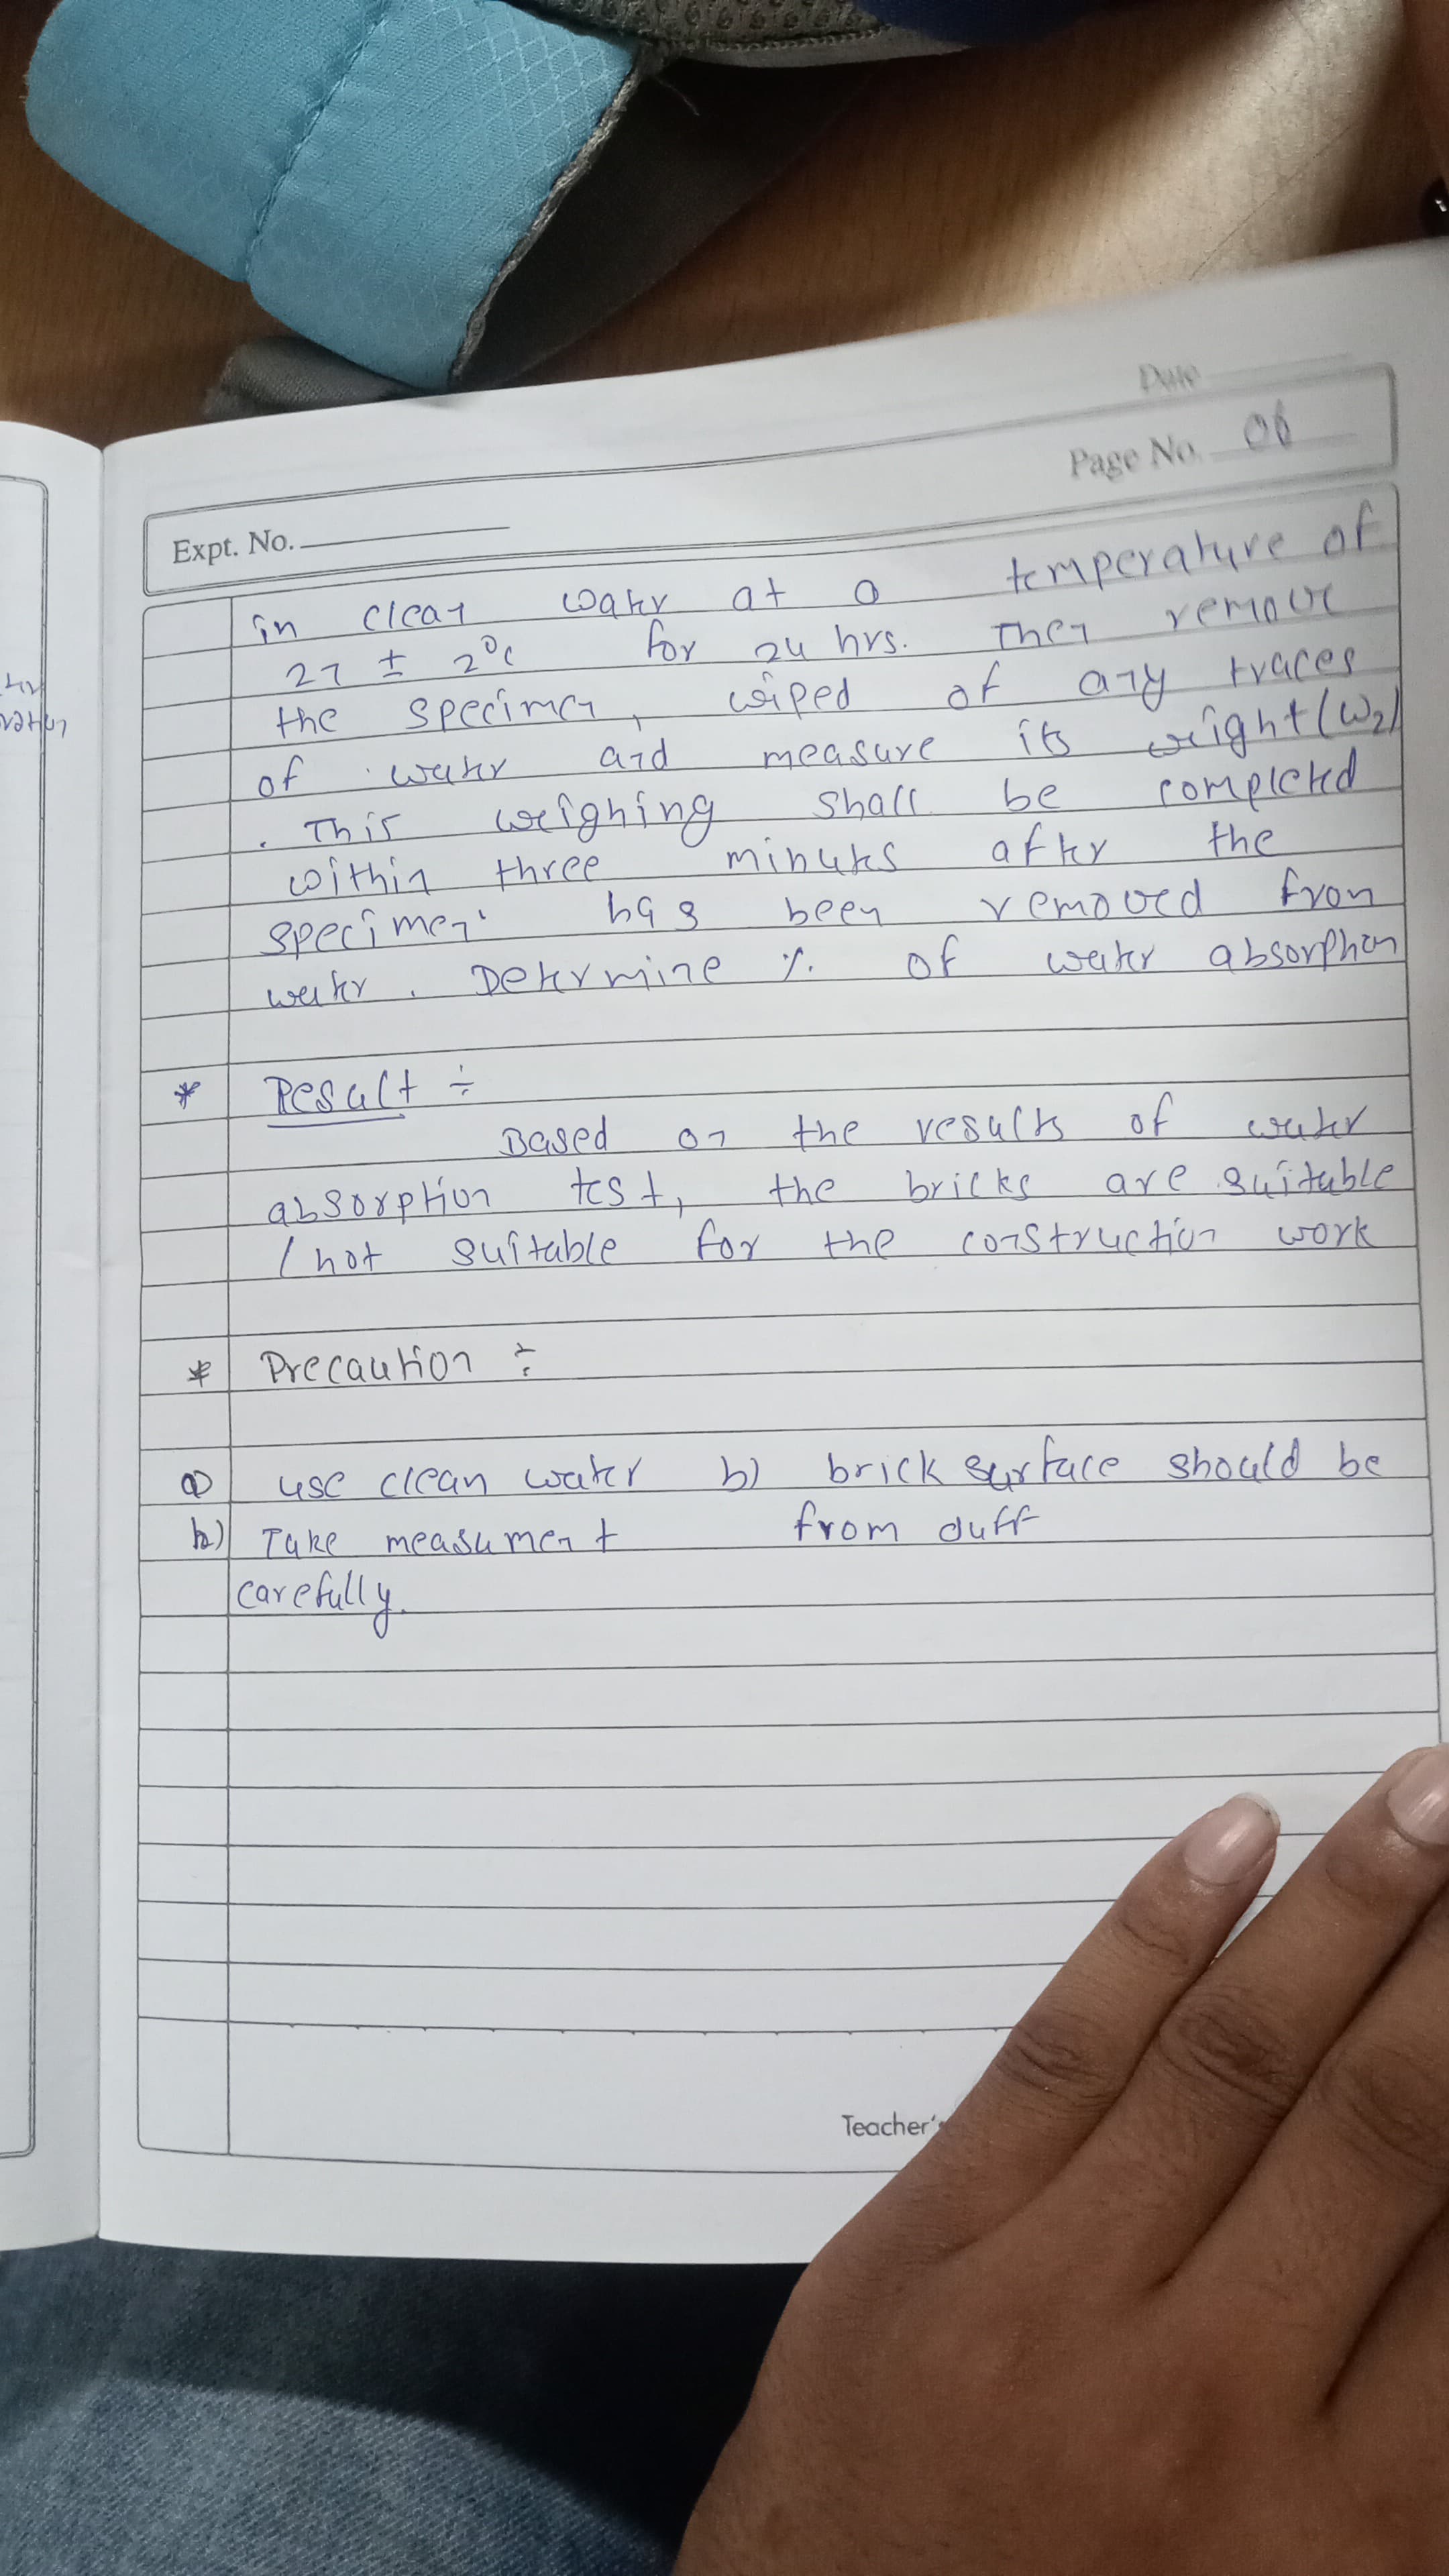 Date
Page No. 06
Expt. No.
in clean water at a temperature of
27 ± 2°c for 24 hrs. Then remove
the specimen, wiped of any traces
of water and measure its weight (W2)
. This weighing shall be completed
within three minutes after the
specimen has been removed from
water. Determine % of water absorption
* Result ÷
Based on the results of water
absorption test, the bricks are suitable
/ not suitable for the construction work
* Precaution ÷
a) use clean water b) brick surface should be
b) Take measument from duff
carefully.
Teacher's